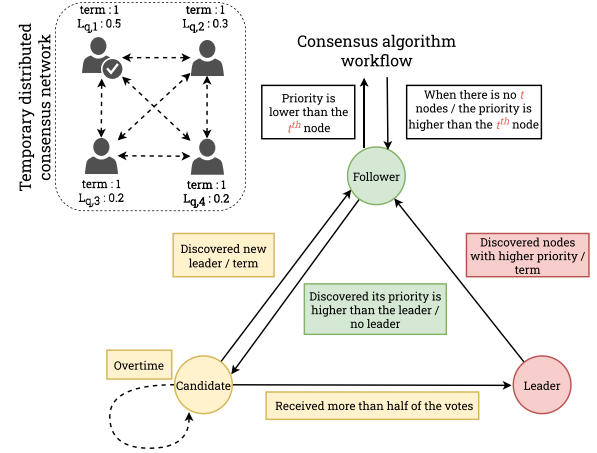 Temporary distributed
consensus network
term : 1
L_q,1 : 0.5
term : 1
L_q,2 : 0.3
term : 1
L_q,3 : 0.2
term : 1
L_q,4 : 0.2
Consensus algorithm
workflow
Priority is
lower than the
t^th node
When there is no t
nodes / the priority is
higher than the t^th node
Follower
Discovered new
leader / term
Discovered nodes
with higher priority /
term
Discovered its priority is
higher than the leader /
no leader
Overtime
Candidate
Leader
Received more than half of the votes